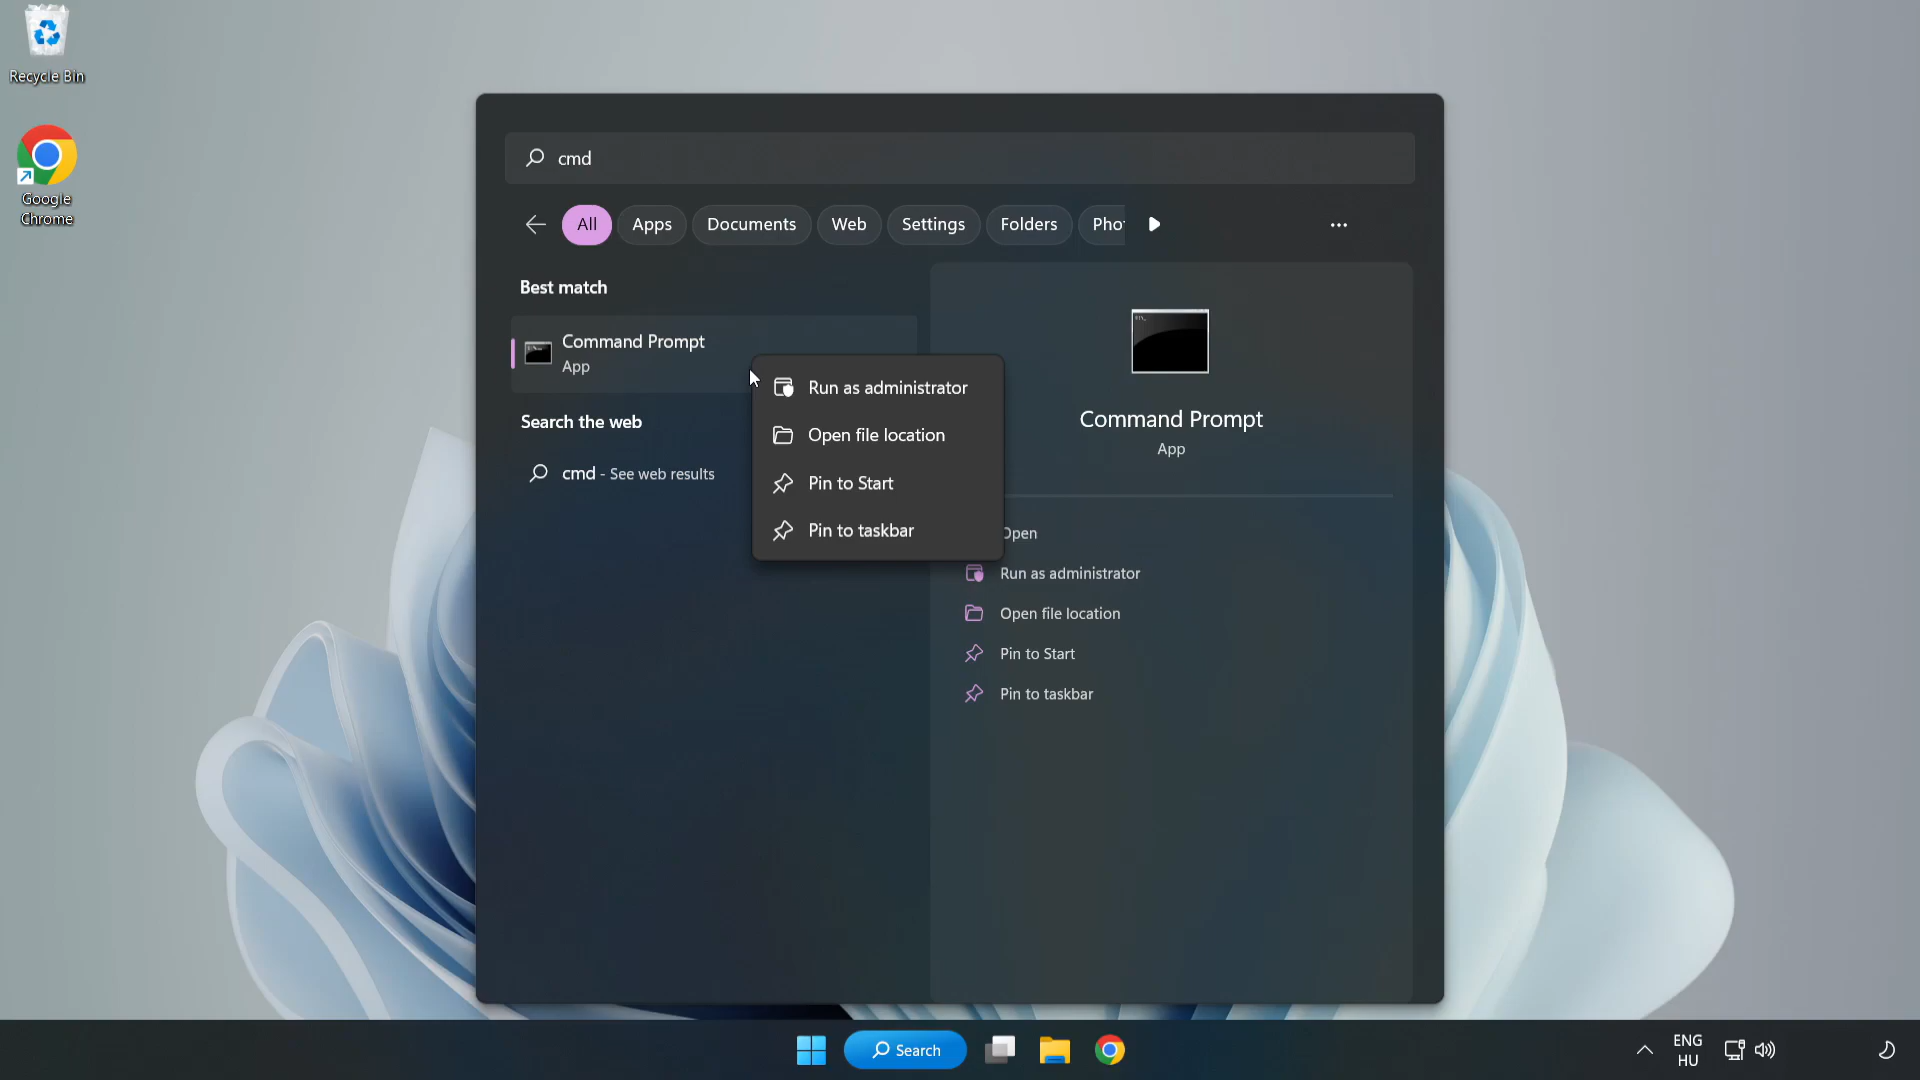 Recycle Bin
Google
Chrome
cmd
All Apps Documents Web Settings Folders Pho
Best match
Command Prompt
App
Search the web
cmd - See web results
Run as administrator
Open file location
Pin to Start
Pin to taskbar
Command Prompt
App
Open
Run as administrator
Open file location
Pin to Start
Pin to taskbar
Search
ENG
HU